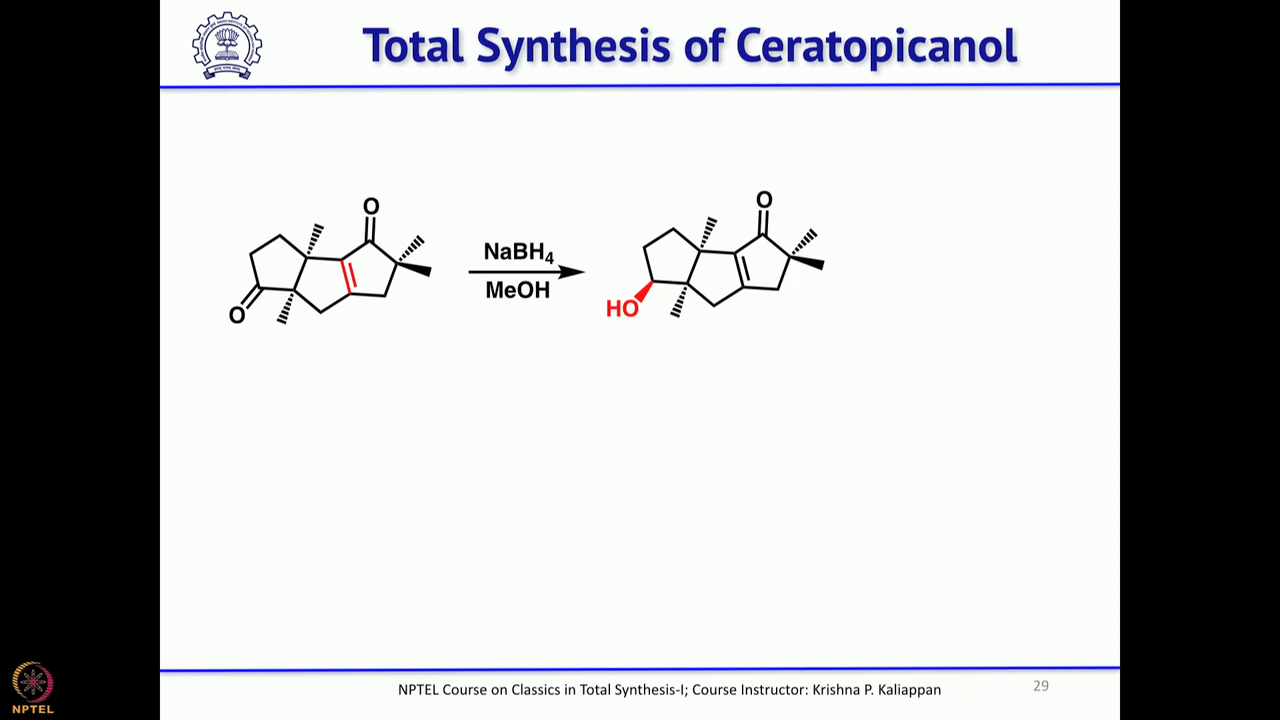 Total Synthesis of Ceratopicanol
O
O
NaBH4
MeOH
O
HO
NPTEL
NPTEL Course on Classics in Total Synthesis-I; Course Instructor: Krishna P. Kaliappan
29